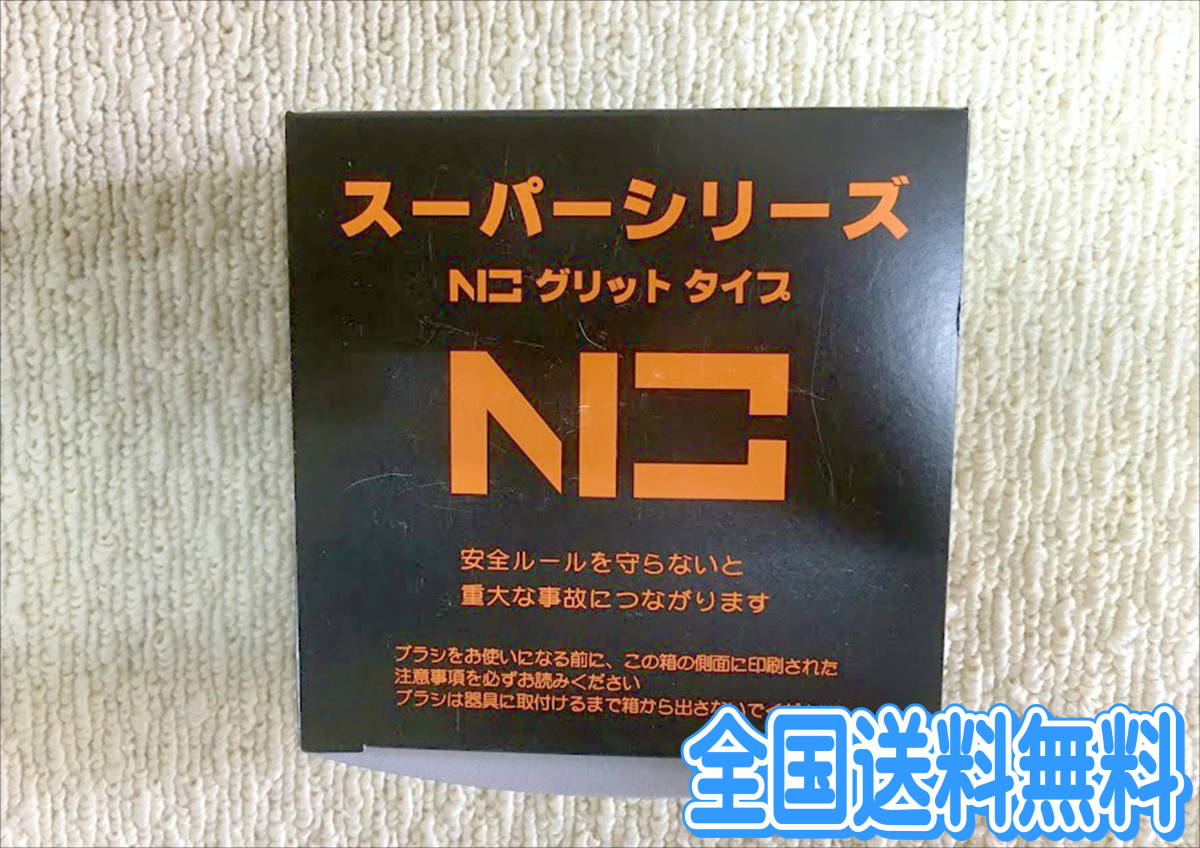 スーパーシリーズ
NC グリット タイプ
NC
安全ルールを守らないと
重大な事故につながります
ブラシをお使いになる前に、この箱の側面に印刷された
注意事項を必ずお読みください
ブラシは器具に取付けるまで箱から出さないで
全国送料無料